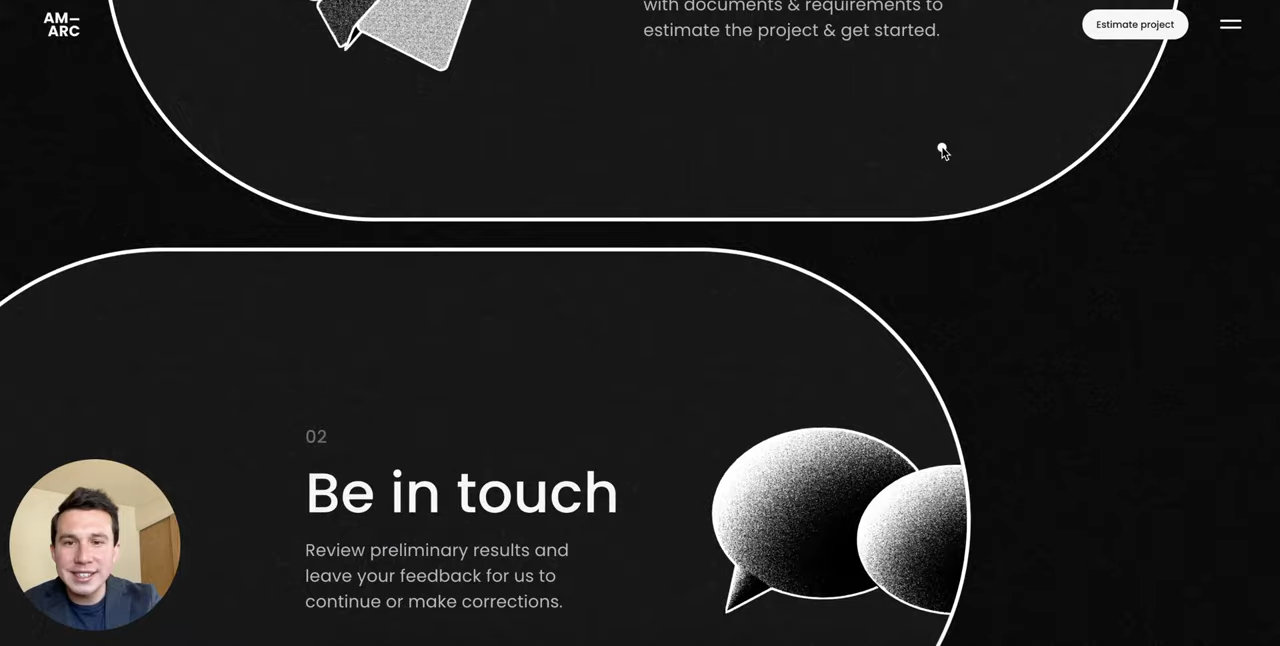 with documents & requirements to
AM—
ARC
estimate the project & get started.
Estimate project
02
Be in touch
Review preliminary results and
leave your feedback for us to
continue or make corrections.